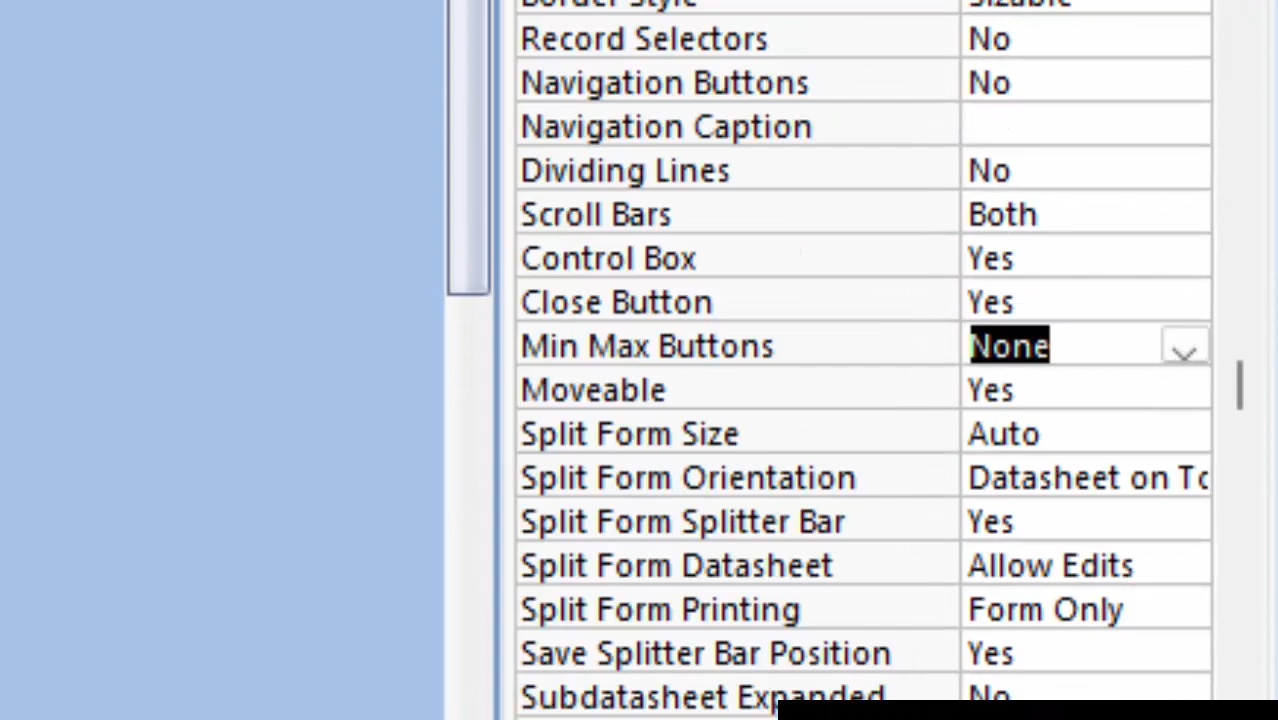 Border Style Sizable
Record Selectors No
Navigation Buttons No
Navigation Caption
Dividing Lines No
Scroll Bars Both
Control Box Yes
Close Button Yes
Min Max Buttons None
Moveable Yes
Split Form Size Auto
Split Form Orientation Datasheet on To
Split Form Splitter Bar Yes
Split Form Datasheet Allow Edits
Split Form Printing Form Only
Save Splitter Bar Position Yes
Subdatasheet Expanded No